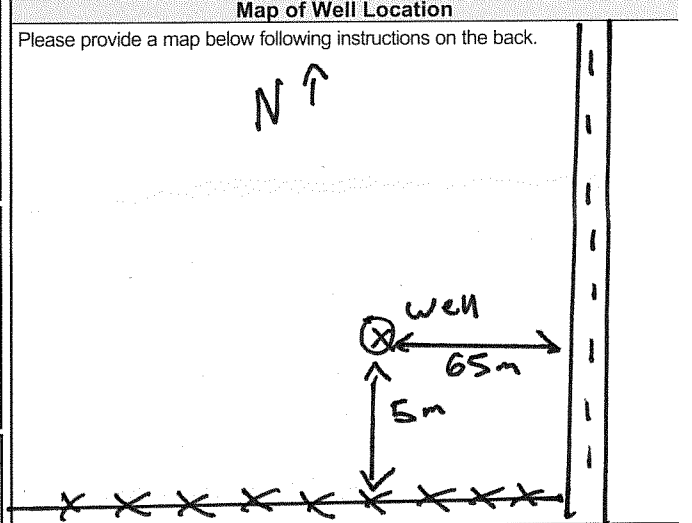 Map of Well Location
Please provide a map below following instructions on the back.
N ↑
well
65m
5m